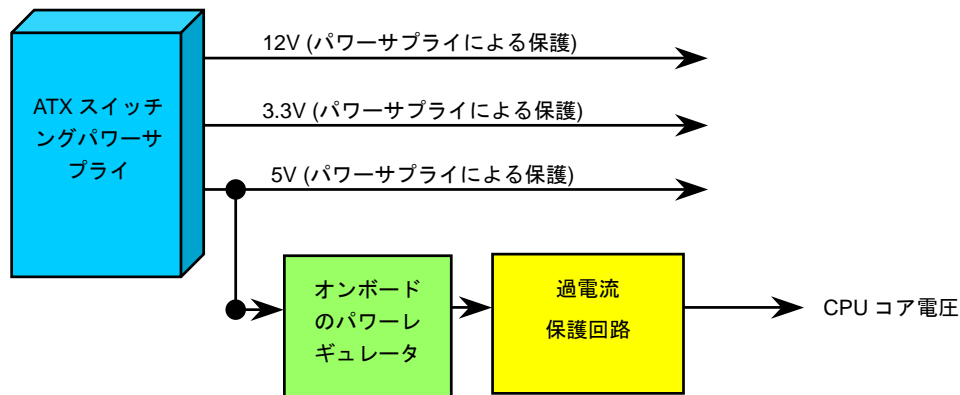 12V (パワーサプライによる保護)
ATX スイッチ
ングパワーサ
プライ
3.3V (パワーサプライによる保護)
5V (パワーサプライによる保護)
オンボード
のパワーレ
ギュレータ
過電流
保護回路
CPU コア電圧